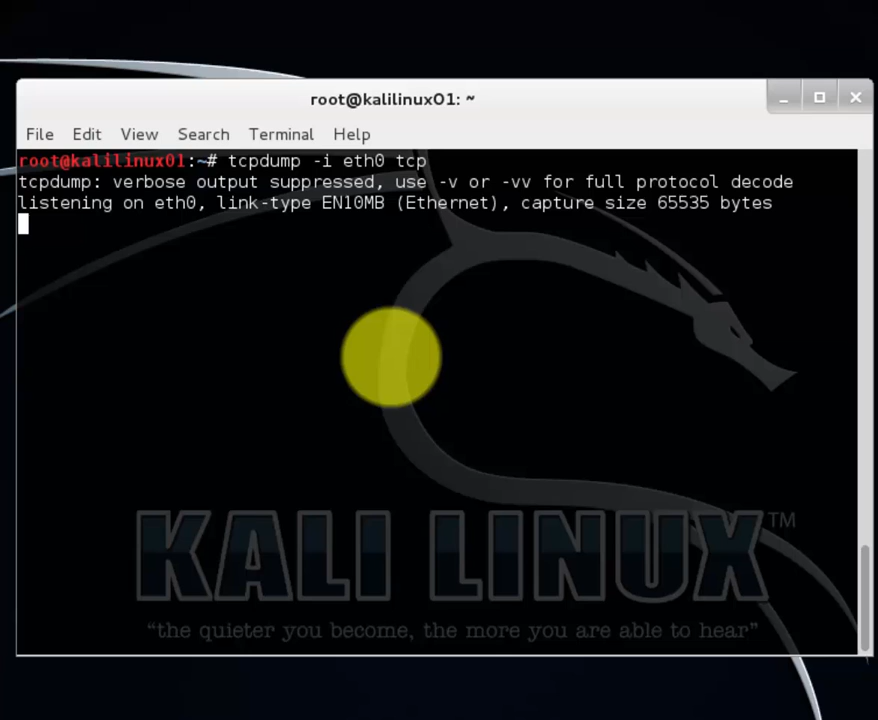 root@kalilinux01: ~
File Edit View Search Terminal Help
root@kalilinux01:~# tcpdump -i eth0 tcp
tcpdump: verbose output suppressed, use -v or -vv for full protocol decode
listening on eth0, link-type EN10MB (Ethernet), capture size 65535 bytes
KALI LINUX™
“the quieter you become, the more you are able to hear”